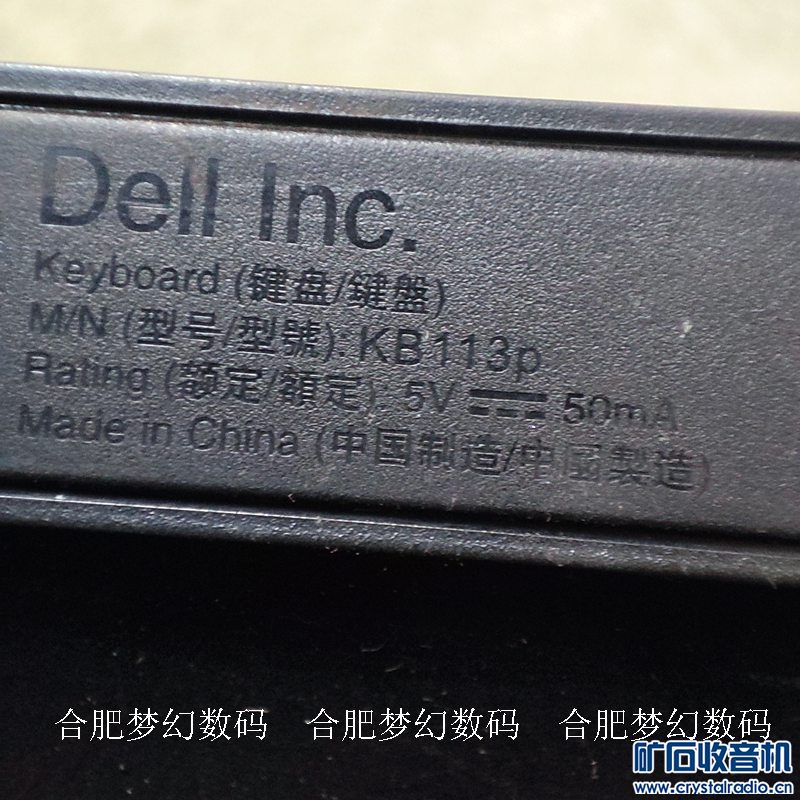 Dell Inc.
Keyboard (键盘/鍵盤)
M/N (型号/型號): KB113p
Rating (额定/額定): 5V ⎓ 50mA
Made in China (中国制造/中國製造)
合肥梦幻数码 合肥梦幻数码 合肥梦幻数码
矿石收音机
www.crystalradio.cn